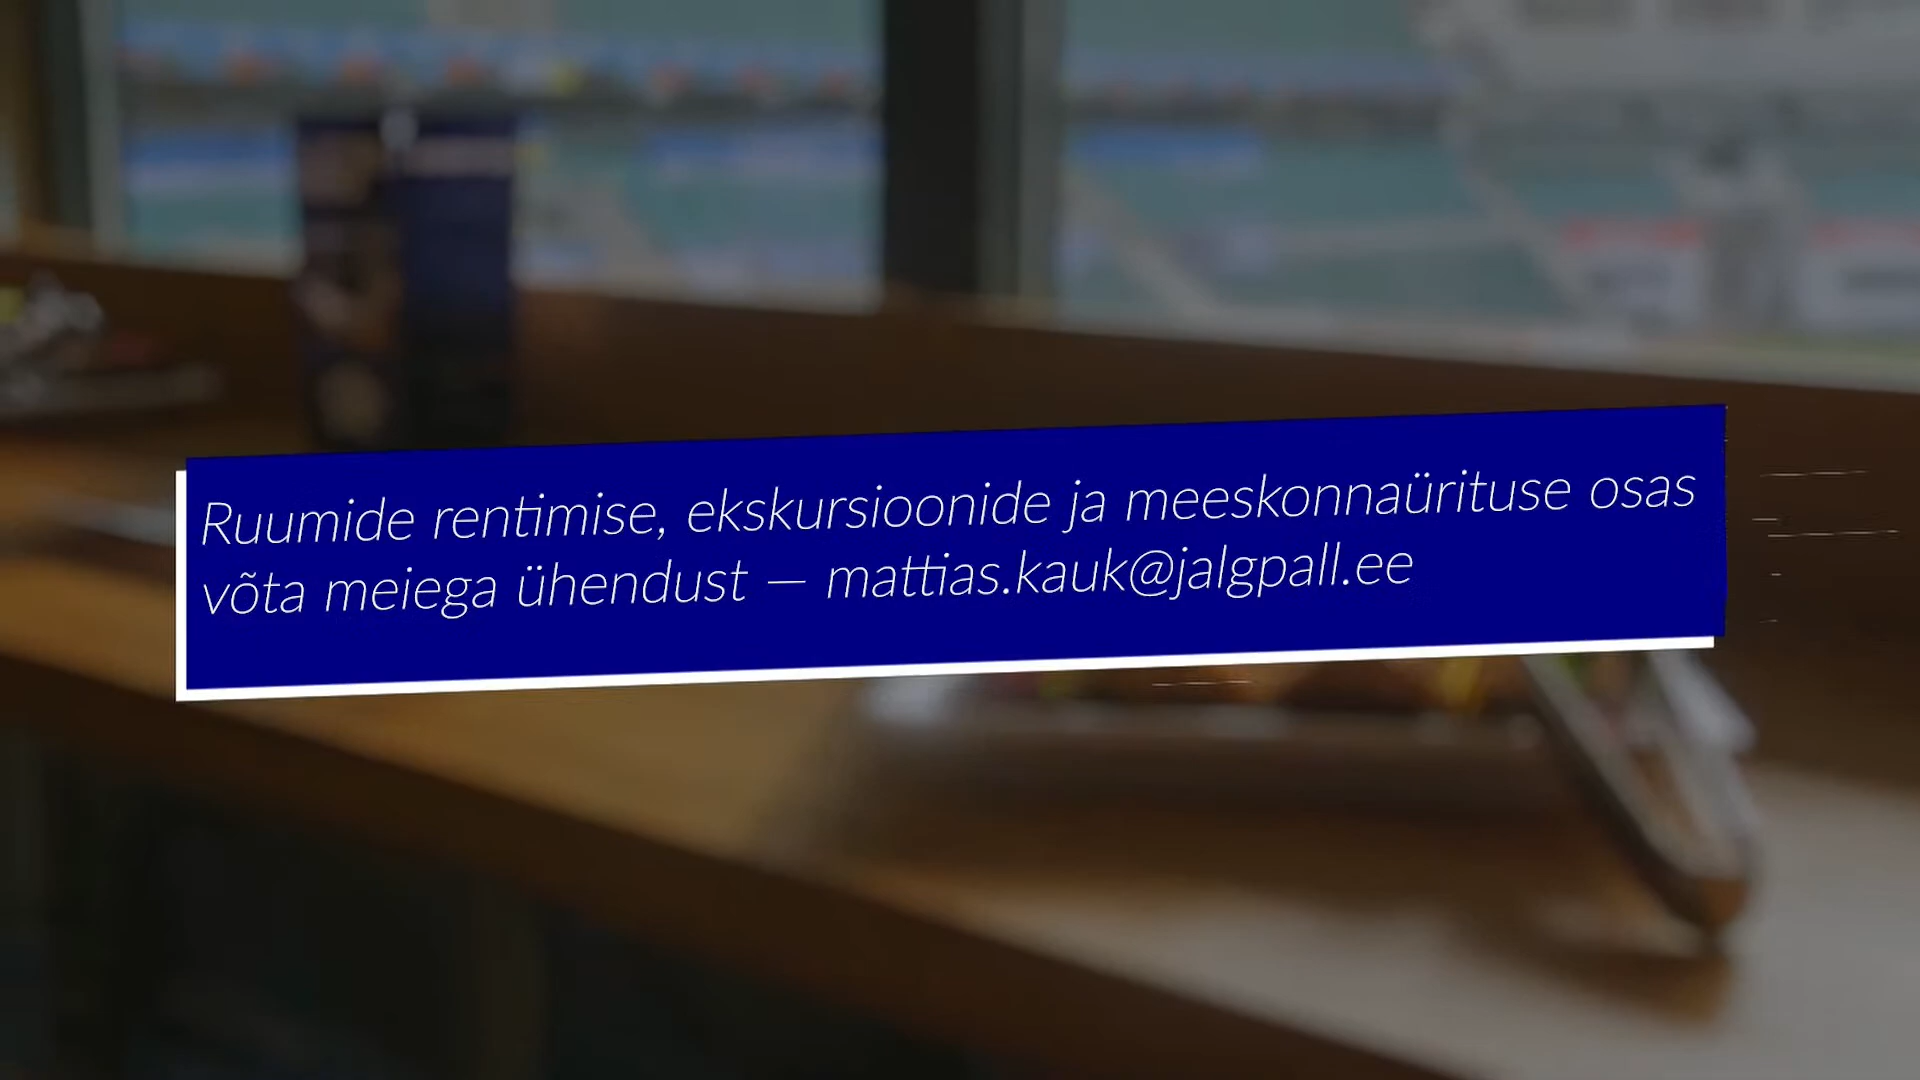 Ruumide rentimise, ekskursioonide ja meeskonnaürituse osas
võta meiega ühendust — mattias.kauk@jalgpall.ee